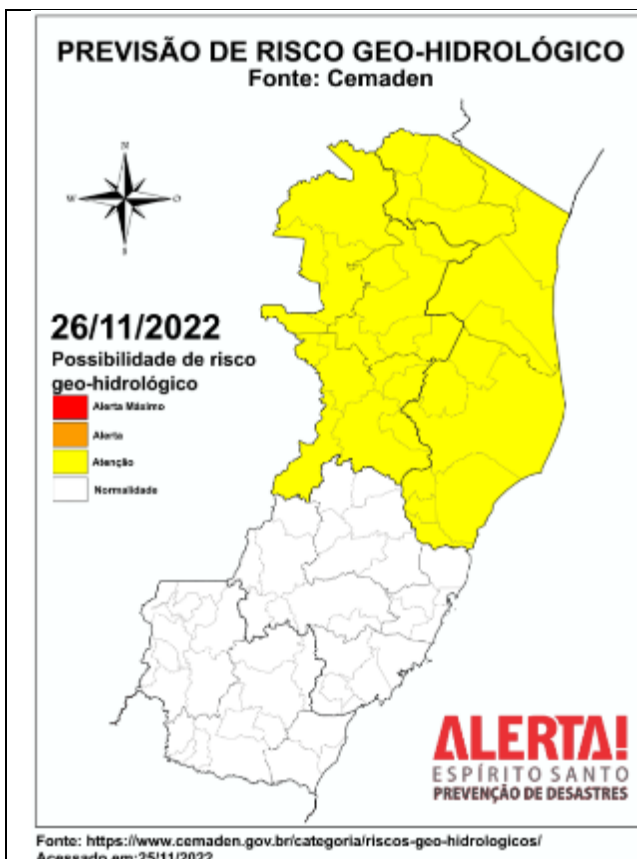 PREVISÃO DE RISCO GEO-HIDROLÓGICO
Fonte: Cemaden
N
W
O
S
26/11/2022
Possibilidade de risco
geo-hidrológico
Alerta Máximo
Alerta
Atenção
Normalidade
ALERTA!
ESPÍRITO SANTO
PREVENÇÃO DE DESASTRES
Fonte: https://www.cemaden.gov.br/categoria/riscos-geo-hidrologicos/
Acessado em:25/11/2022